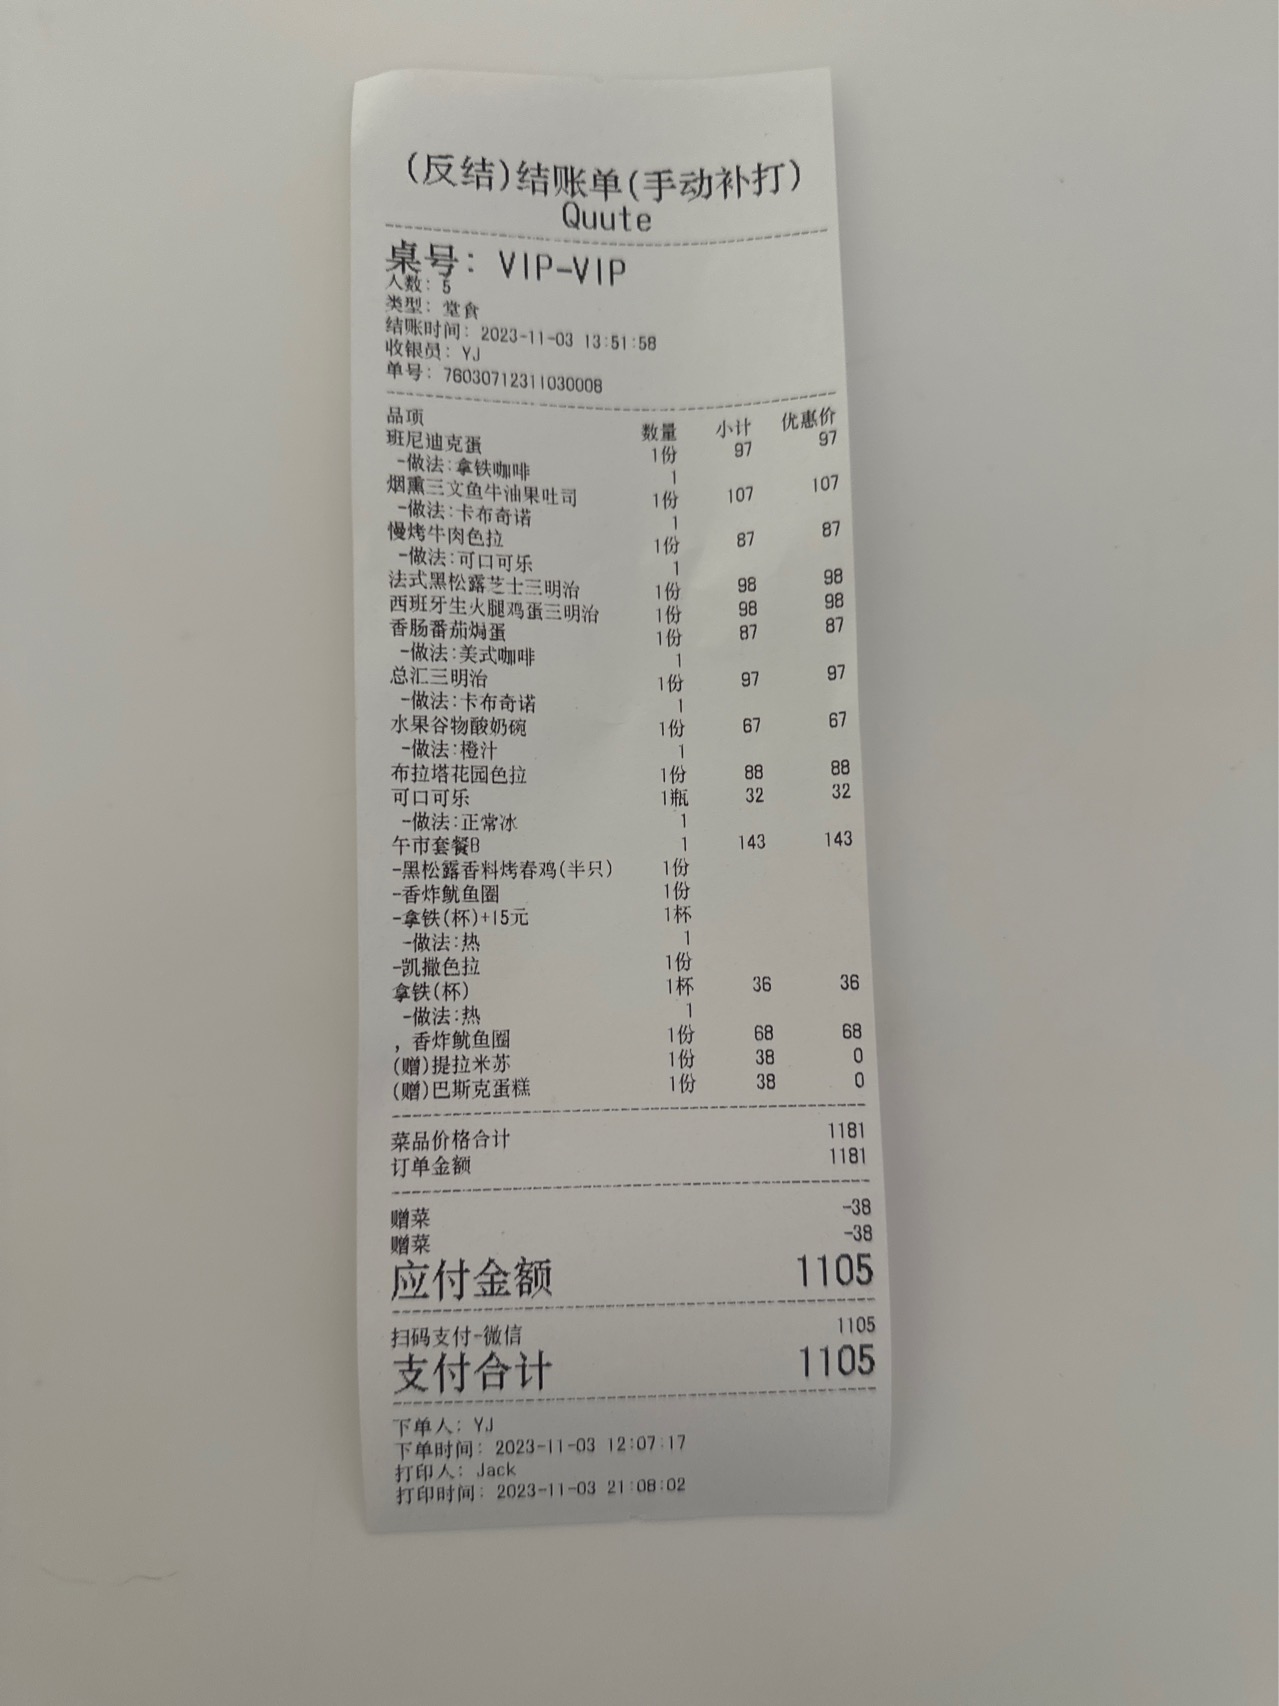 (反结)结账单(手动补打)
Quute
桌号: VIP-VIP
人数: 5
类型: 堂食
结账时间: 2023-11-03 13:51:58
收银员: YJ
单号: 76030712311030008
品项 数量 小计 优惠价
班尼迪克蛋 1份 97 97
-做法:拿铁咖啡 1
烟熏三文鱼牛油果吐司 1份 107 107
-做法:卡布奇诺 1
慢烤牛肉色拉 1份 87 87
-做法:可口可乐 1
法式黑松露芝士三明治 1份 98 98
西班牙生火腿鸡蛋三明治 1份 98 98
香肠番茄焗蛋 1份 87 87
-做法:美式咖啡 1
总汇三明治 1份 97 97
-做法:卡布奇诺 1
水果谷物酸奶碗 1份 67 67
-做法:橙汁 1
布拉塔花园色拉 1份 88 88
可口可乐 1瓶 32 32
-做法:正常冰 1
午市套餐B 1 143 143
-黑松露香料烤春鸡(半只) 1份
-香炸鱿鱼圈 1份
-拿铁(杯)+15元 1杯
-做法:热 1
-凯撒色拉 1份
拿铁(杯) 1杯 36 36
-做法:热 1
, 香炸鱿鱼圈 1份 68 68
(赠)提拉米苏 1份 38 0
(赠)巴斯克蛋糕 1份 38 0
菜品价格合计 1181
订单金额 1181
赠菜 -38
赠菜 -38
应付金额 1105
扫码支付-微信 1105
支付合计 1105
下单人: YJ
下单时间: 2023-11-03 12:07:17
打印人: Jack
打印时间: 2023-11-03 21:08:02